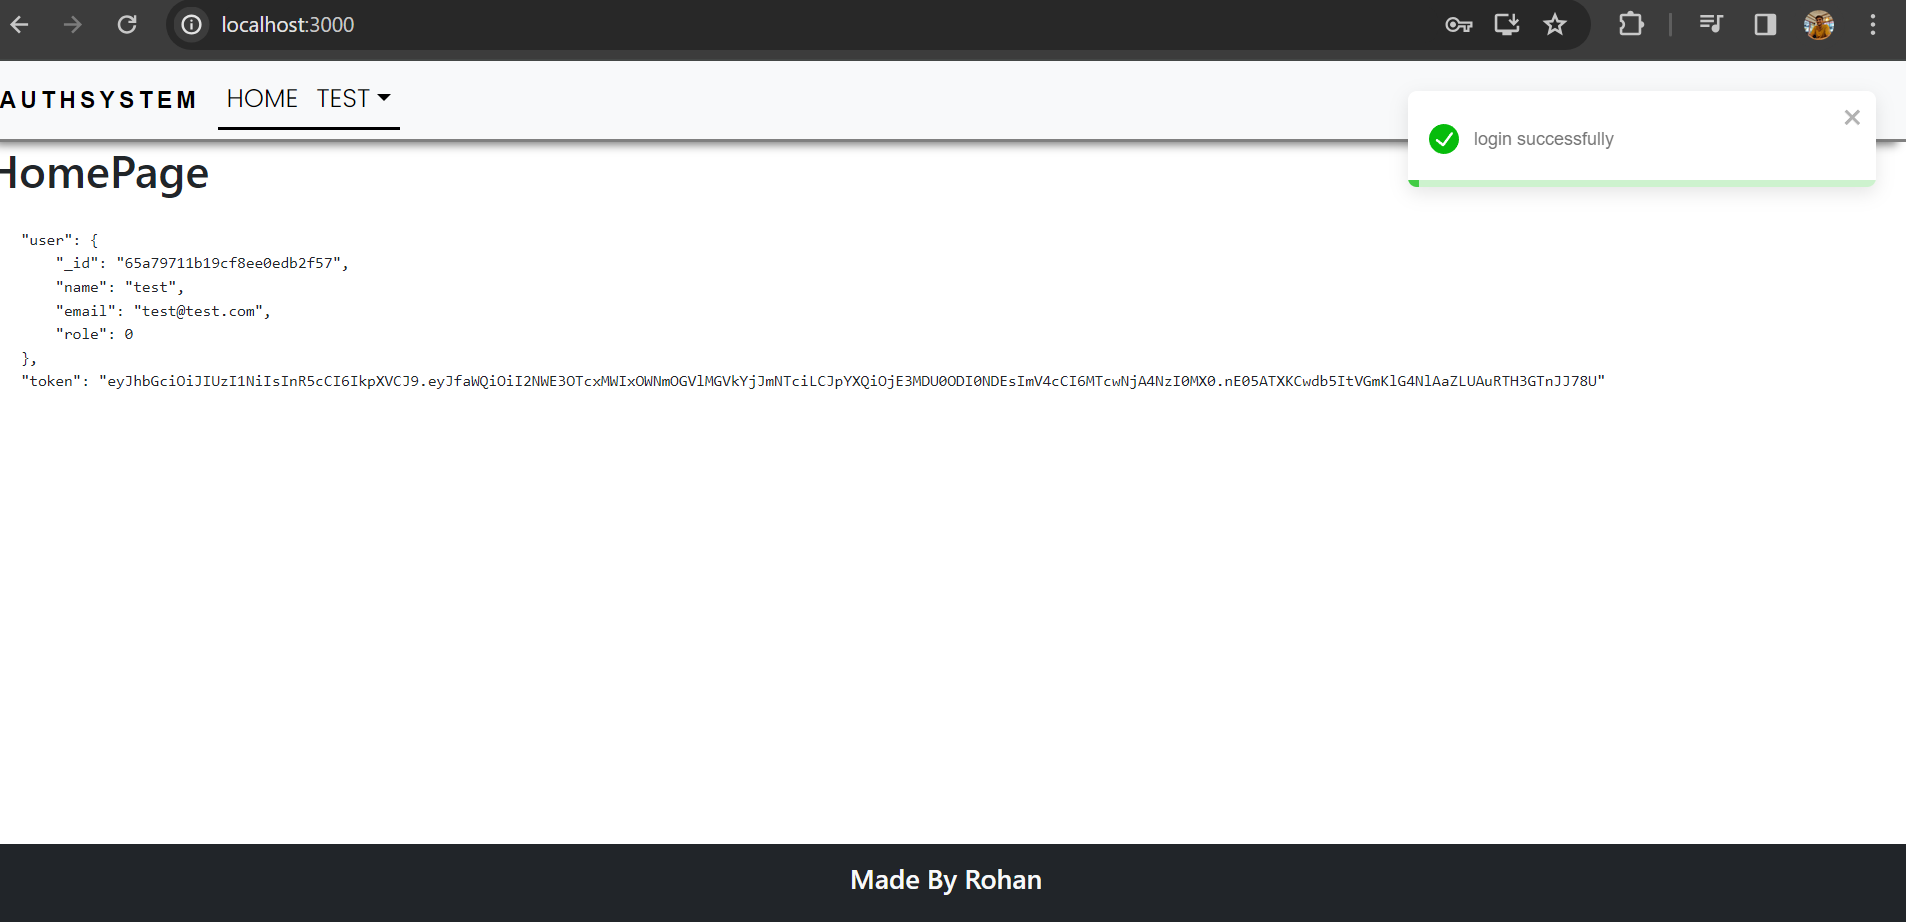 localhost:3000
AUTHSYSTEM HOME TEST
login successfully
HomePage
"user": {
"_id": "65a79711b19cf8ee0edb2f57",
"name": "test",
"email": "test@test.com",
"role": 0
},
"token": "eyJhbGciOiJIUzI1NiIsInR5cCI6IkpXVCJ9.eyJfaWQiOiI2NWE3OTcxMWIxOWNmOGVlMGVkYjJmNTciLCJpYXQiOjE3MDU0ODI0NDEsImV4cCI6MTcwNjA4NzI0MX0.nE05ATXKCwdb5ItVGmKlG4NlAaZLUAuRTH3GTnJJ78U"
Made By Rohan